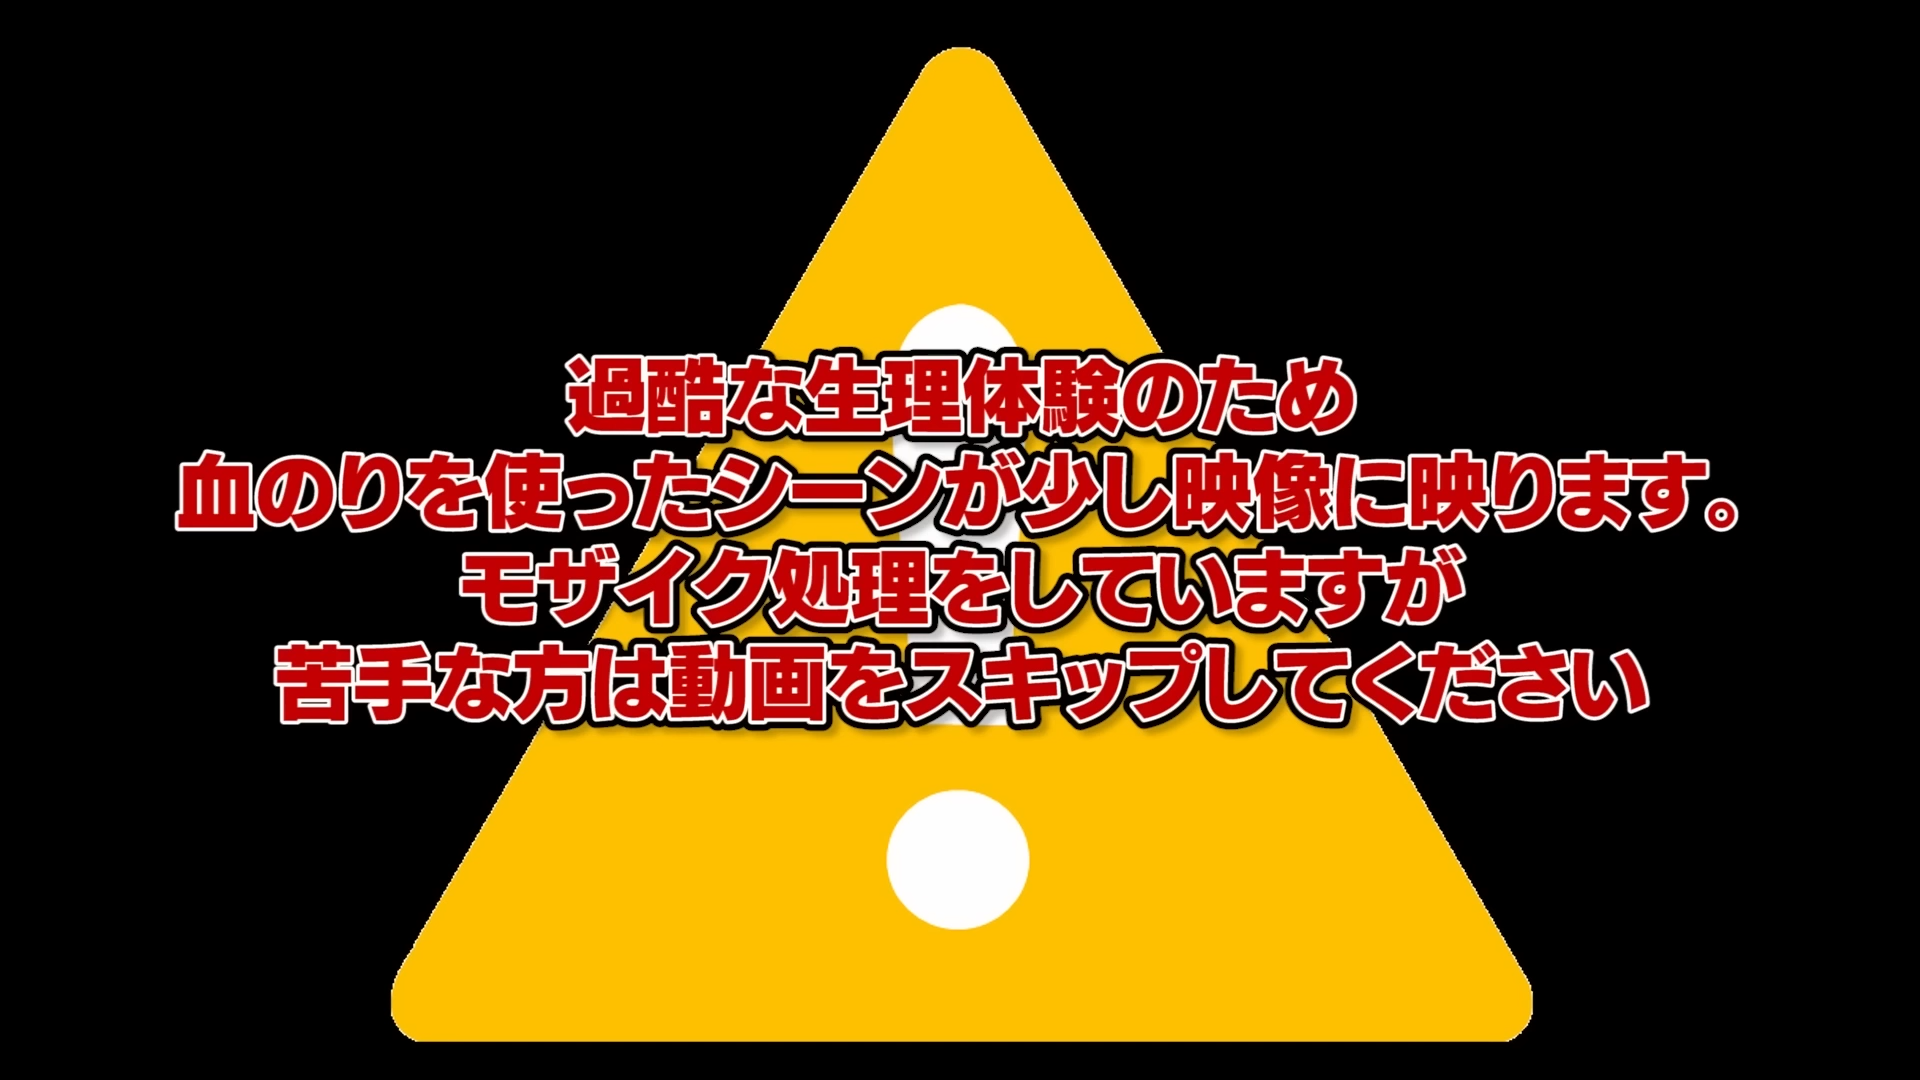 過酷な生理体験のため
血のりを使ったシーンが少し映像に映ります。
モザイク処理をしていますが
苦手な方は動画をスキップしてください